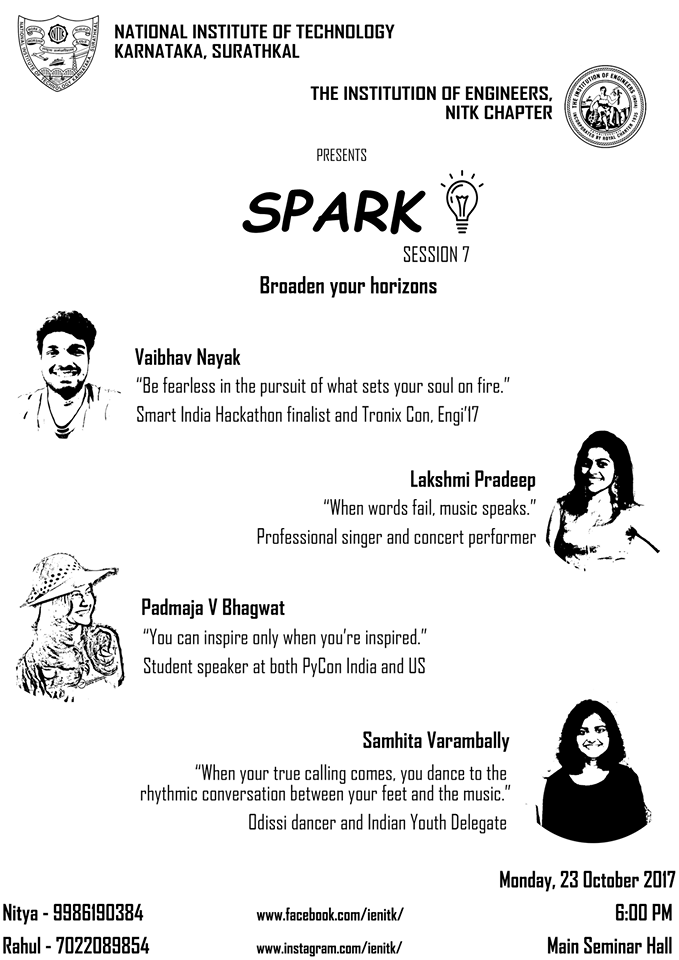 NATIONAL INSTITUTE OF TECHNOLOGY
KARNATAKA, SURATHKAL
THE INSTITUTION OF ENGINEERS,
NITK CHAPTER
PRESENTS
SPARK
SESSION 7
Broaden your horizons
Vaibhav Nayak
“Be fearless in the pursuit of what sets your soul on fire.”
Smart India Hackathon finalist and Tronix Con, Engi’17
Lakshmi Pradeep
“When words fail, music speaks.”
Professional singer and concert performer
Padmaja V Bhagwat
“You can inspire only when you’re inspired.”
Student speaker at both PyCon India and US
Samhita Varambally
“When your true calling comes, you dance to the
rhythmic conversation between your feet and the music.”
Odissi dancer and Indian Youth Delegate
Monday, 23 October 2017
Nitya - 9986190384
www.facebook.com/ienitk/
6:00 PM
Rahul - 7022089854
www.instagram.com/ienitk/
Main Seminar Hall